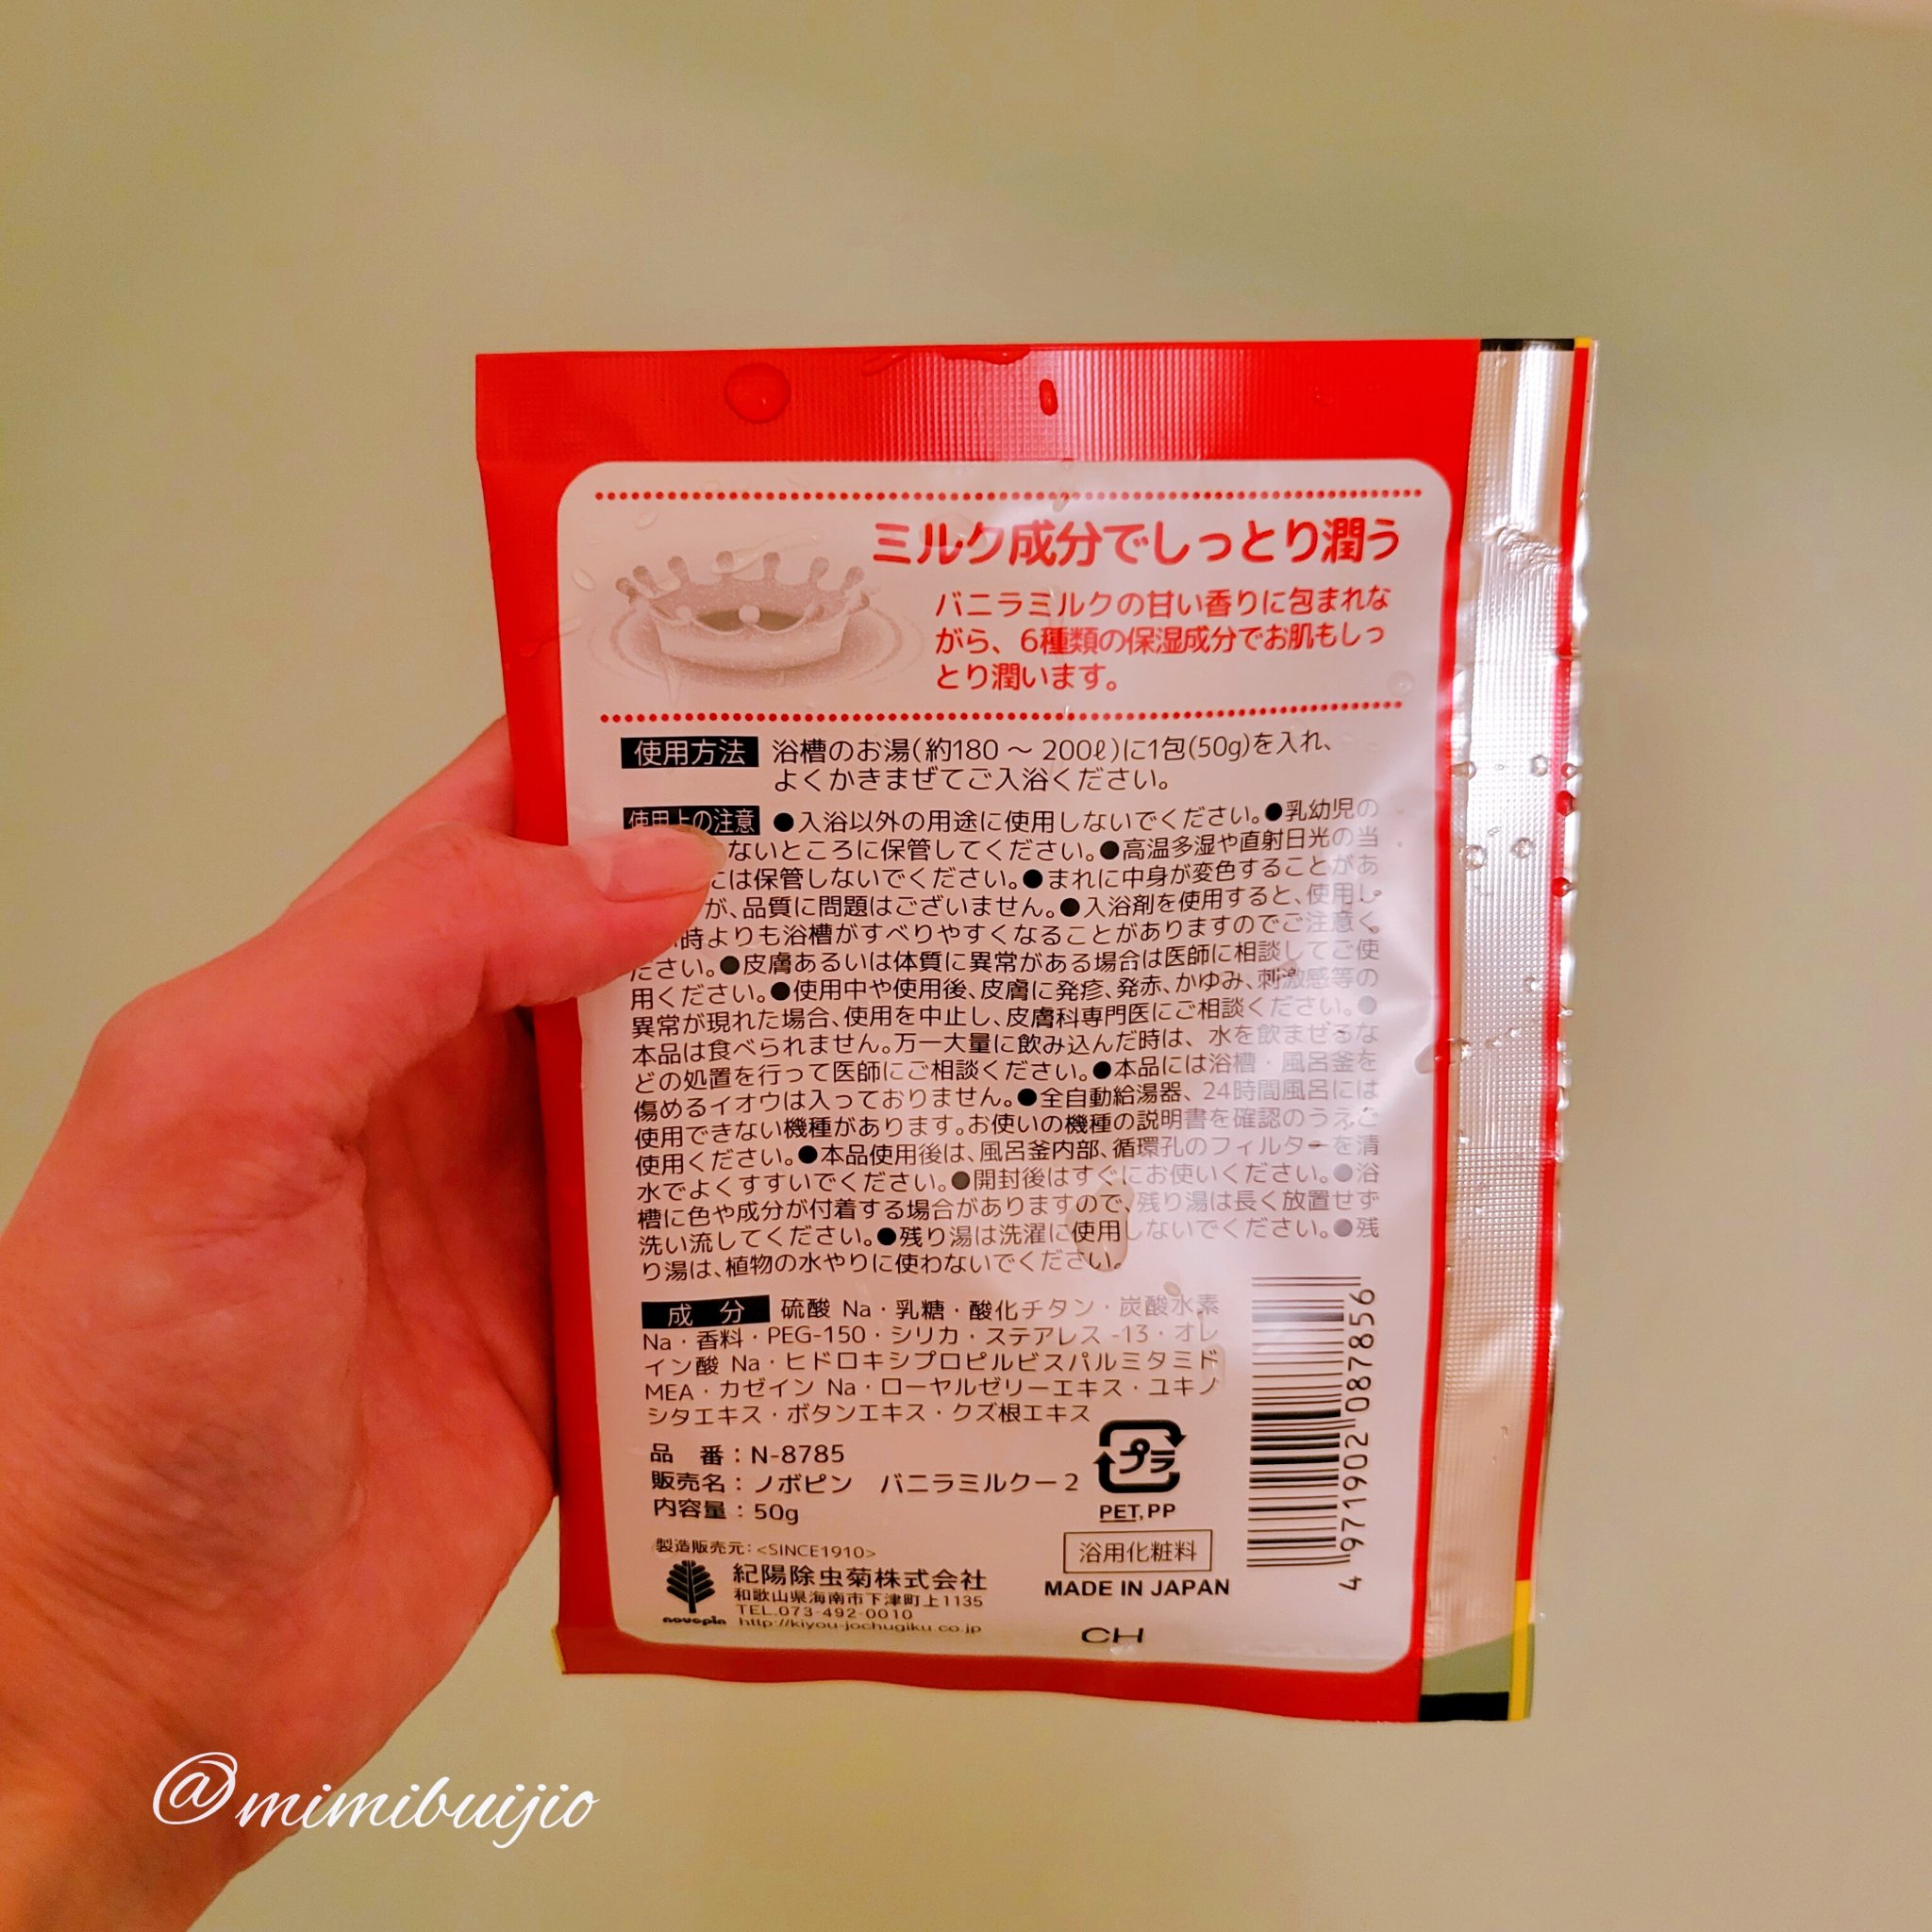 ミルク成分でしっとり潤う
バニラミルクの甘い香りに包まれな
がら、6種類の保湿成分でお肌もしっ
とり潤います。
使用方法 浴槽のお湯(約180 〜 200ℓ)に1包(50g)を入れ、
よくかきまぜてご入浴ください。
使用上の注意 ●入浴以外の用途に使用しないでください。●乳幼児の
ないところに保管してください。●高温多湿や直射日光の当
には保管しないでください。●まれに中身が変色することがあ
が、品質に問題はございません。●入浴剤を使用すると、使用し
時よりも浴槽がすべりやすくなることがありますのでご注意く
ださい。●皮膚あるいは体質に異常がある場合は医師に相談してご使
用ください。●使用中や使用後、皮膚に発疹、発赤、かゆみ、刺激感等の
異常が現れた場合、使用を中止し、皮膚科専門医にご相談ください。●
本品は食べられません。万一大量に飲み込んだ時は、水を飲ませるな
どの処置を行って医師にご相談ください。●本品には浴槽・風呂釜を
傷めるイオウは入っておりません。●全自動給湯器、24時間風呂には
使用できない機種があります。お使いの機種の説明書を確認のうえご
使用ください。●本品使用後は、風呂釜内部、循環孔のフィルターを清
水でよくすすいでください。●開封後はすぐにお使いください。●浴
槽に色や成分が付着する場合がありますので、残り湯は長く放置せず
洗い流してください。●残り湯は洗濯に使用しないでください。●残
り湯は、植物の水やりに使わないでください。
成 分 硫酸 Na・乳糖・酸化チタン・炭酸水素
Na・香料・PEG-150・シリカ・ステアレス -13・オレ
イン酸 Na・ヒドロキシプロピルビスパルミタミド
MEA・カゼイン Na・ローヤルゼリーエキス・ユキノ
シタエキス・ボタンエキス・クズ根エキス
品 番：N-8785
販売名：ノボピン バニラミルクー2
内容量：50g
プラ
PET,PP
製造販売元：<SINCE1910>
紀陽除虫菊株式会社
和歌山県海南市下津町上1135
TEL.073-492-0010
http://kiyou-jochugiku.co.jp
novopin
浴用化粧料
MADE IN JAPAN
CH
4 971902 087856
@mimibuijio